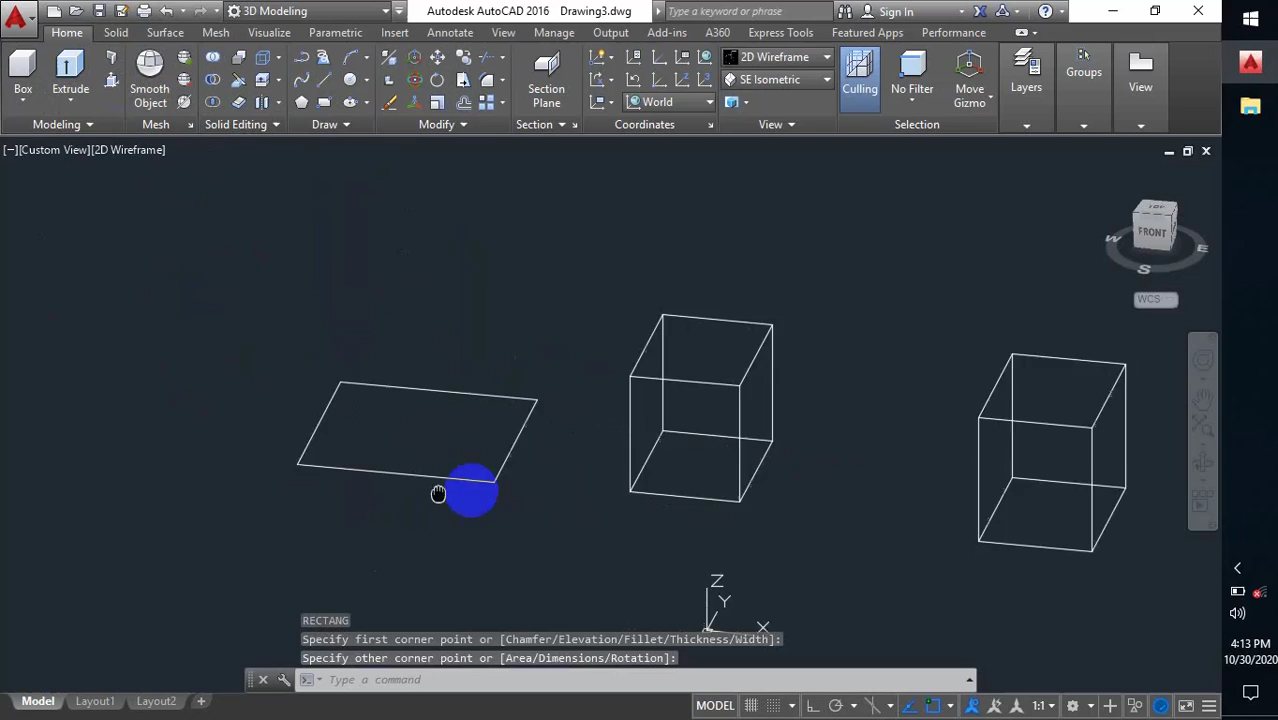 3D Modeling
Autodesk AutoCAD 2016 Drawing3.dwg
Type a keyword or phrase
Sign In
Home Solid Surface Mesh Visualize Parametric Insert Annotate View Manage Output Add-ins A360 Express Tools Featured Apps Performance
2D Wireframe
SE Isometric
World
Box Extrude Smooth Object Section Plane Culling No Filter Move Gizmo Layers Groups View
Modeling Mesh Solid Editing Draw Modify Section Coordinates View Selection
[−][Custom View][2D Wireframe]
TOP
FRONT
W E
S
WCS
Z
Y
X
RECTANG
Specify first corner point or [Chamfer/Elevation/Fillet/Thickness/Width]:
Specify other corner point or [Area/Dimensions/Rotation]:
Type a command
Model Layout1 Layout2
MODEL 1:1
4:13 PM
10/30/2020